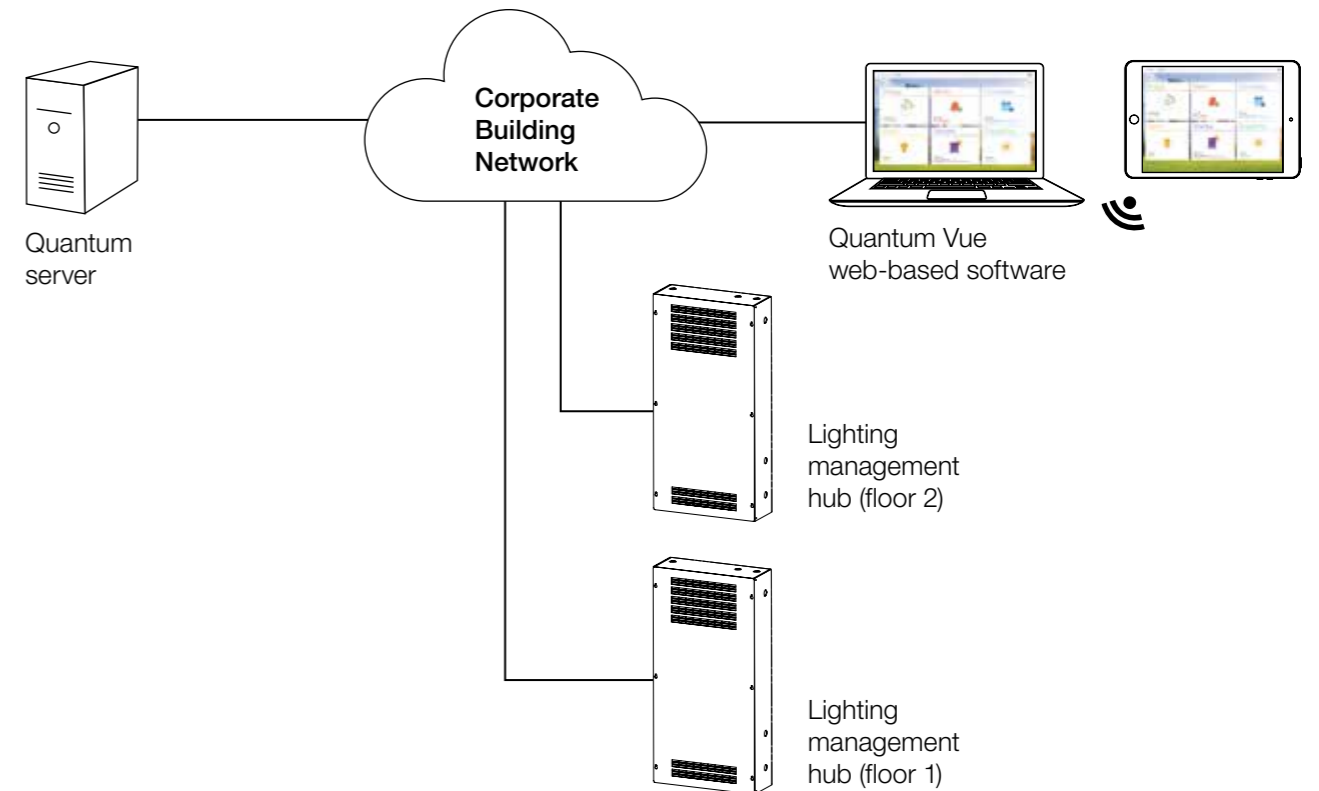 Corporate
Building
Network
Quantum
server
Quantum Vue
web-based software
Lighting
management
hub (floor 2)
Lighting
management
hub (floor 1)